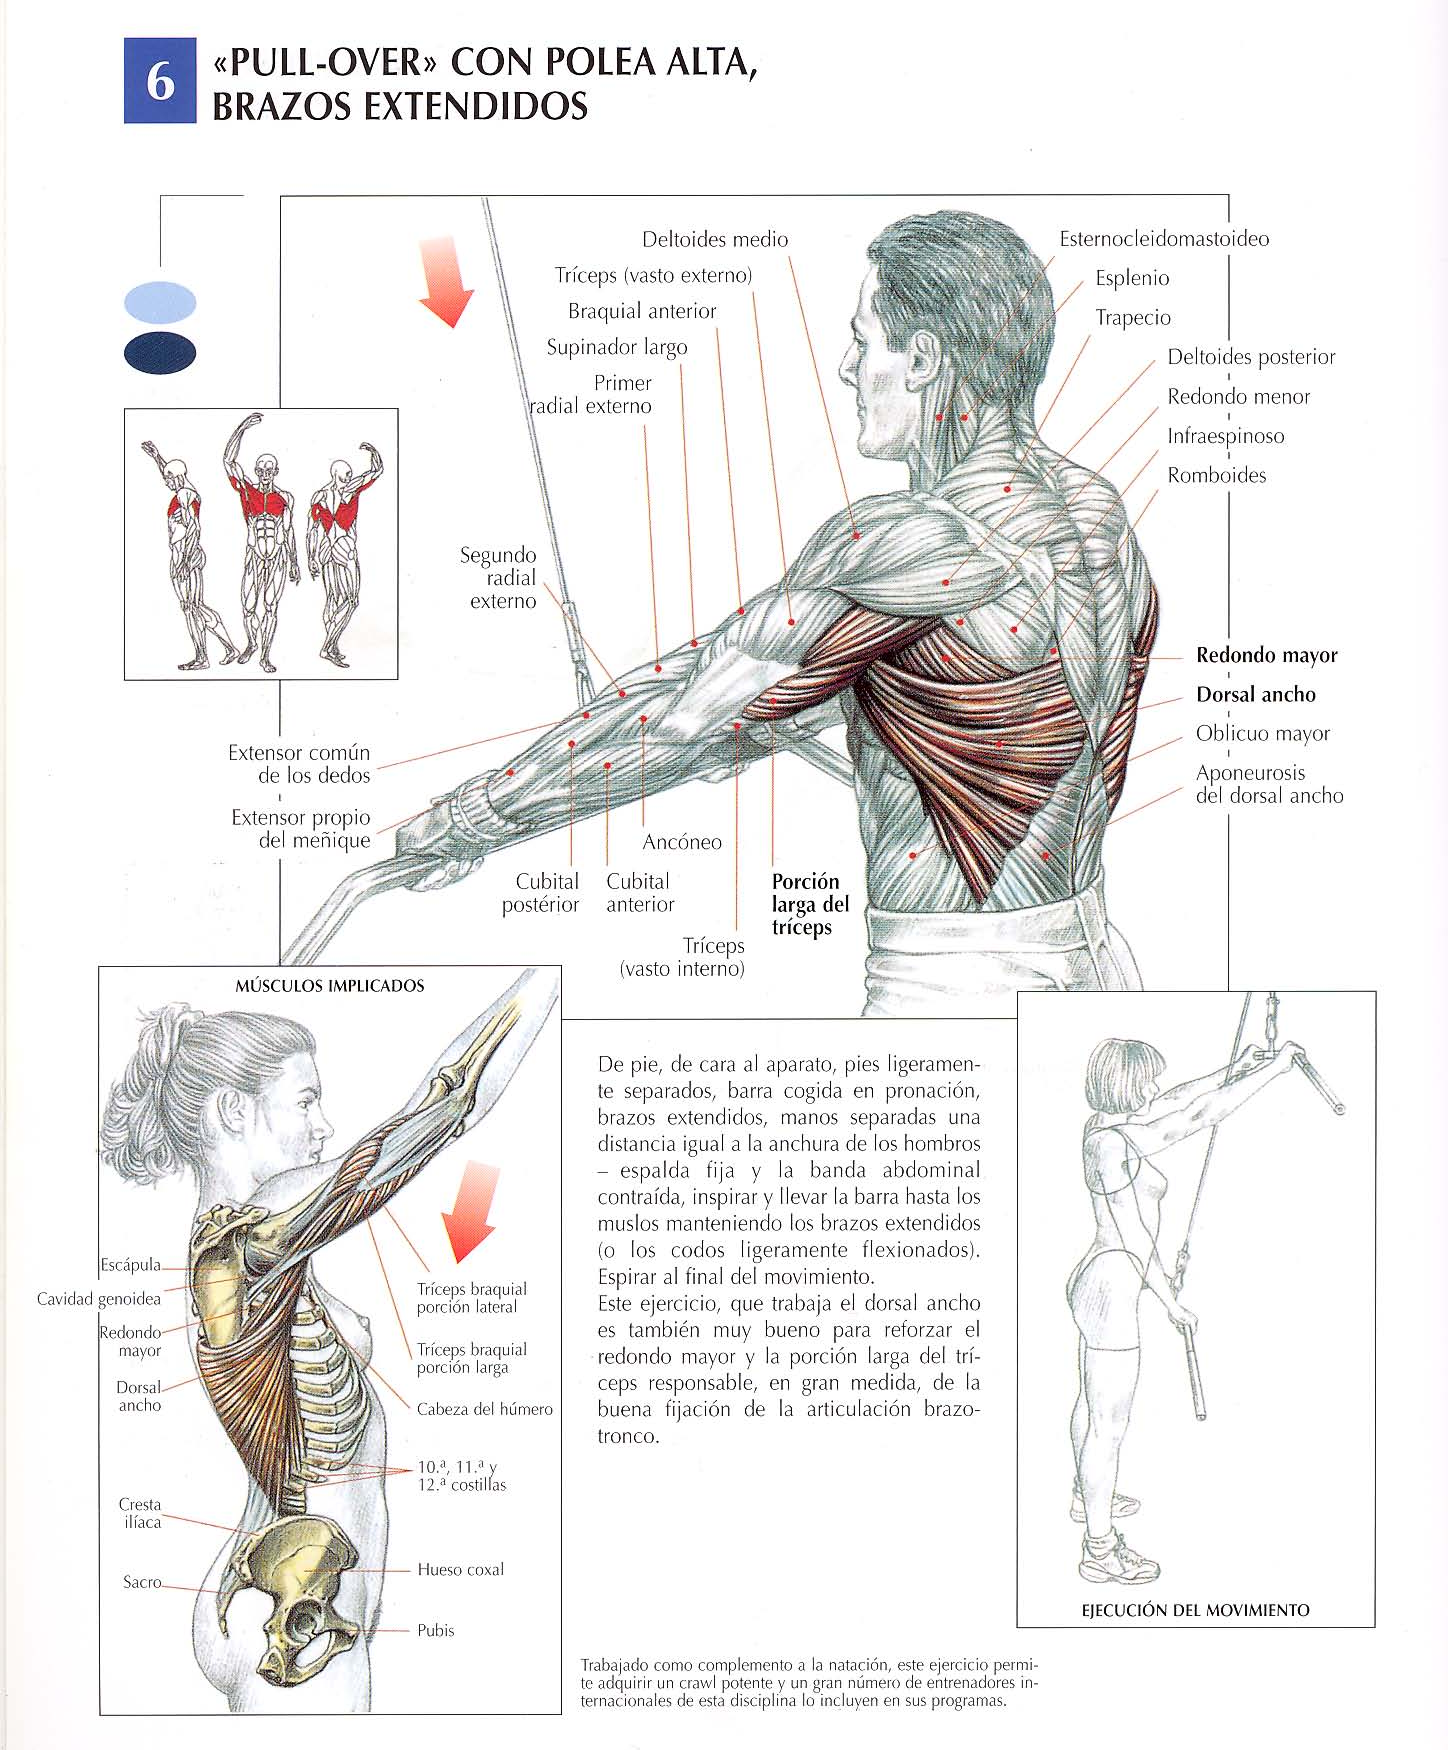 6
«PULL-OVER» CON POLEA ALTA,
BRAZOS EXTENDIDOS
Deltoides medio
Tríceps (vasto externo)
Braquial anterior
Supinador largo
Primer
radial externo
Segundo
radial
externo
Extensor común
de los dedos
Extensor propio
del meñique
Esternocleidomastoideo
Esplenio
Trapecio
Deltoides posterior
Redondo menor
Infraespinoso
Romboides
Redondo mayor
Dorsal ancho
Oblicuo mayor
Aponeurosis
del dorsal ancho
Ancóneo
Cubital
postérior
Cubital
anterior
Porción
larga del
tríceps
Tríceps
(vasto interno)
MÚSCULOS IMPLICADOS
Escápula
Cavidad genoidea
Redondo
mayor
Dorsal
ancho
Cresta
ilíaca
Sacro
Tríceps braquial
porción lateral
Tríceps braquial
porción larga
Cabeza del húmero
10.ª, 11.ª y
12.ª costillas
Hueso coxal
Pubis
De pie, de cara al aparato, pies ligeramen-
te separados, barra cogida en pronación,
brazos extendidos, manos separadas una
distancia igual a la anchura de los hombros
– espalda fija y la banda abdominal
contraída, inspirar y llevar la barra hasta los
muslos manteniendo los brazos extendidos
(o los codos ligeramente flexionados).
Espirar al final del movimiento.
Este ejercicio, que trabaja el dorsal ancho
es también muy bueno para reforzar el
redondo mayor y la porción larga del trí-
ceps responsable, en gran medida, de la
buena fijación de la articulación brazo-
tronco.
EJECUCIÓN DEL MOVIMIENTO
Trabajado como complemento a la natación, este ejercicio permi-
te adquirir un crawl potente y un gran número de entrenadores in-
ternacionales de esta disciplina lo incluyen en sus programas.